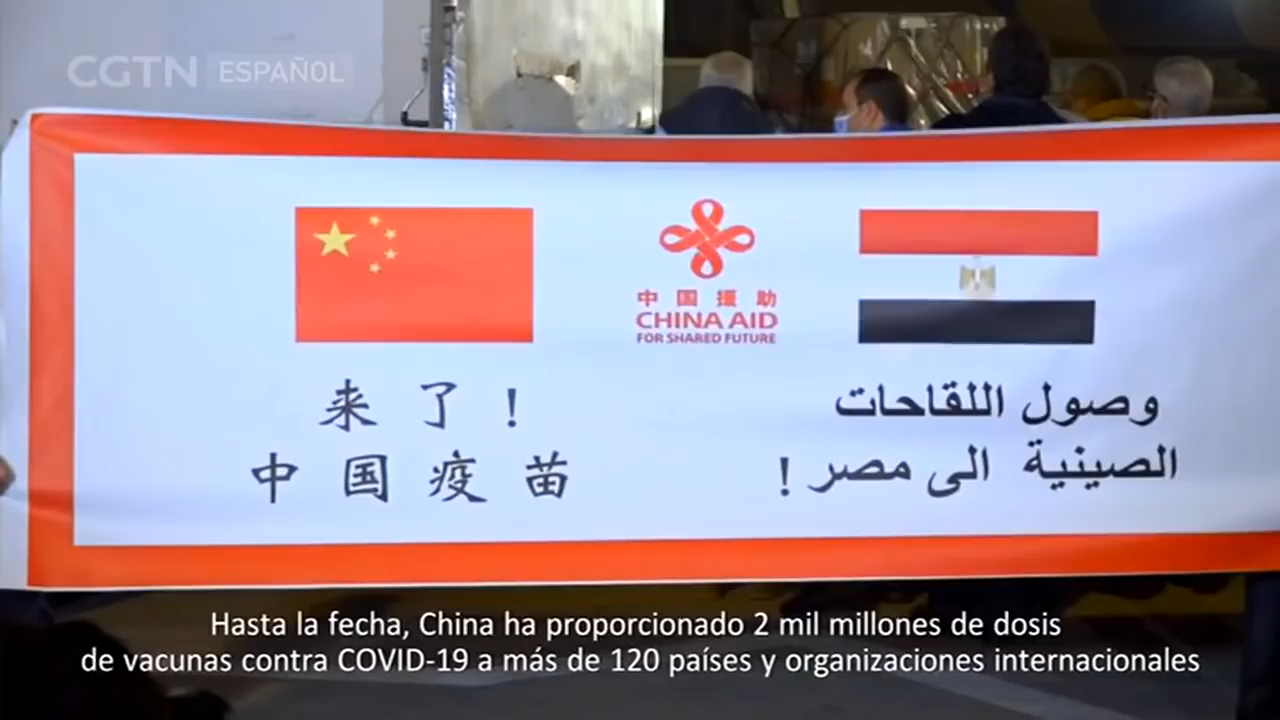 CGTN ESPAÑOL
中国援助
CHINA AID
FOR SHARED FUTURE
来了!
中国疫苗
وصول اللقاحات
الصينية الى مصر !
Hasta la fecha, China ha proporcionado 2 mil millones de dosis
de vacunas contra COVID-19 a más de 120 países y organizaciones internacionales